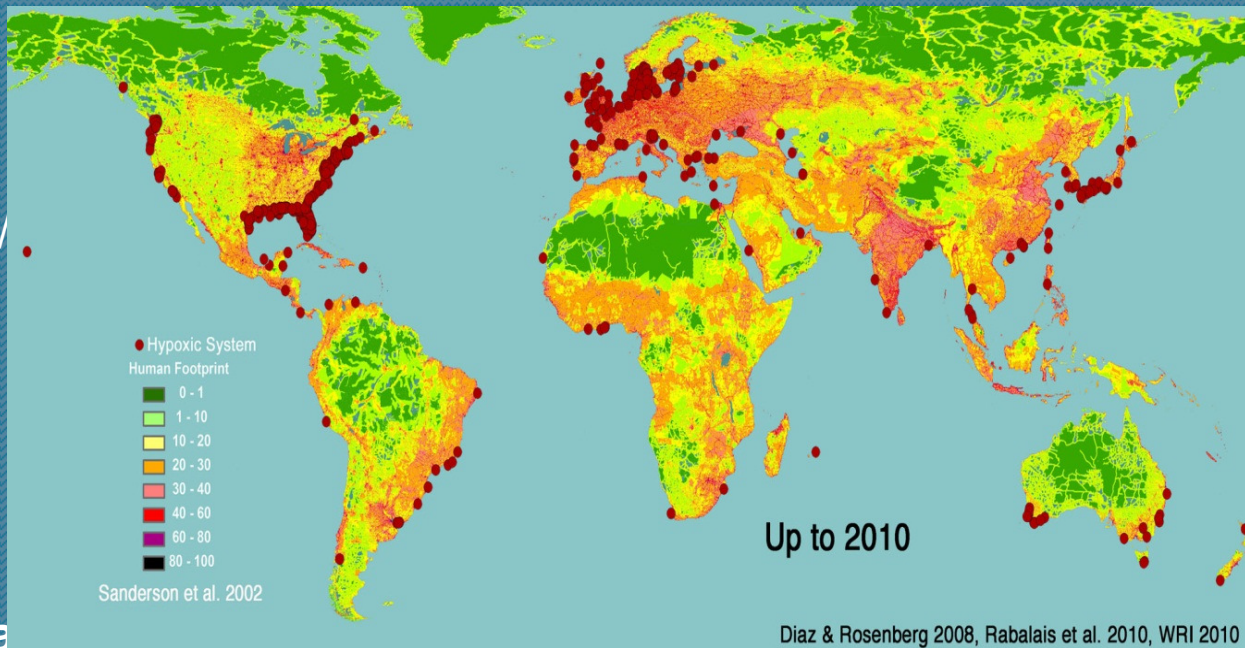 Hypoxic System
Human Footprint
0 - 1
1 - 10
10 - 20
20 - 30
30 - 40
40 - 60
60 - 80
80 - 100
Sanderson et al. 2002
Up to 2010
Diaz & Rosenberg 2008, Rabalais et al. 2010, WRI 2010